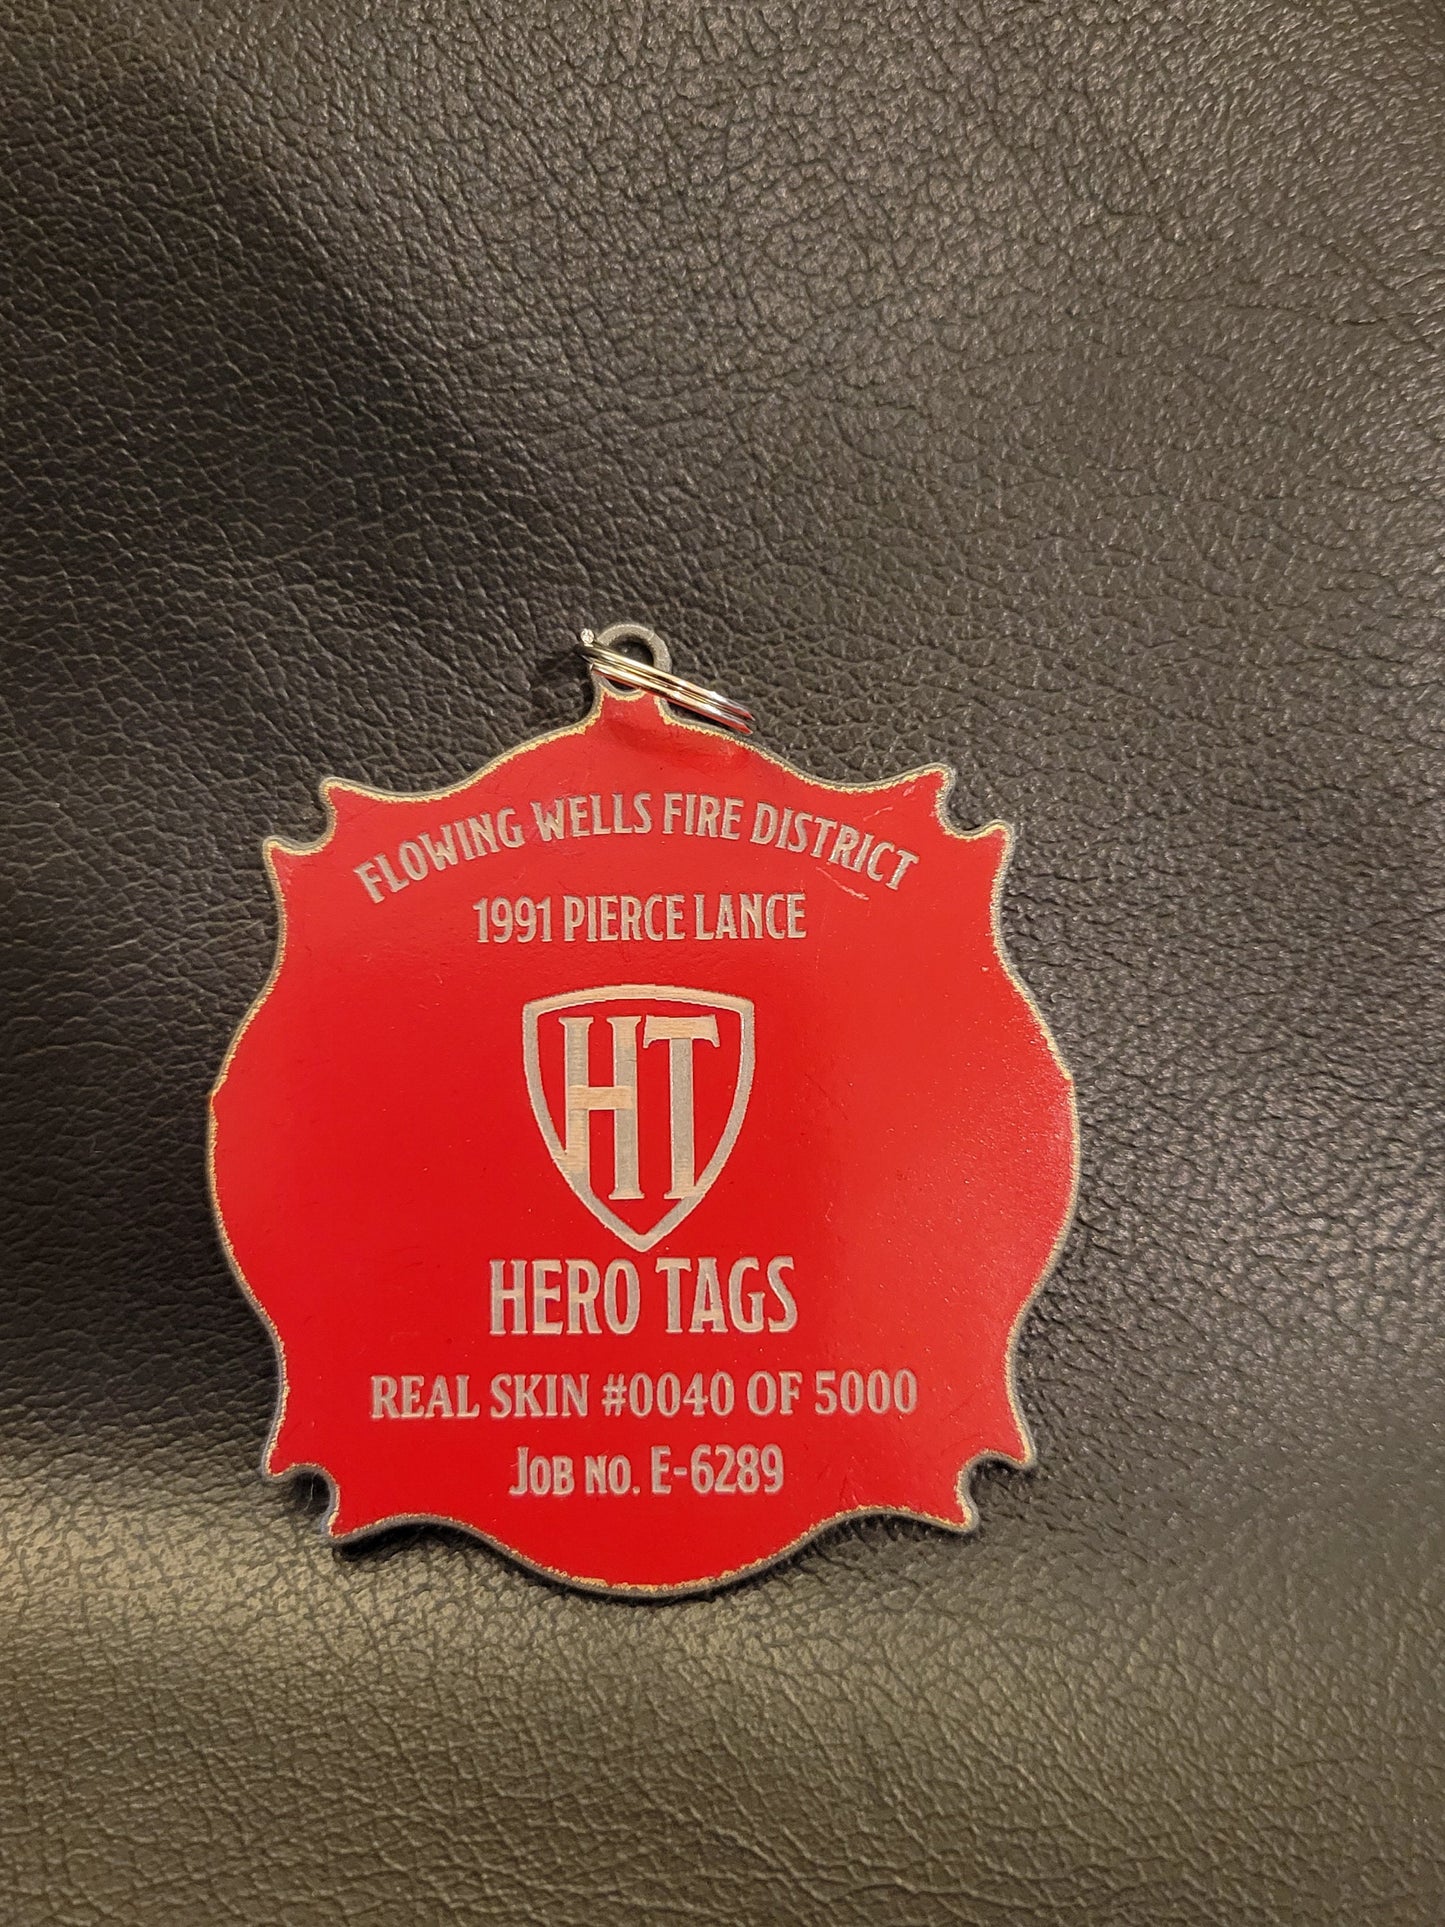 FLOWING WELLS FIRE DISTRICT
1991 PIERCE LANCE
HT
HERO TAGS
REAL SKIN #0040 OF 5000
JOB NO. E-6289